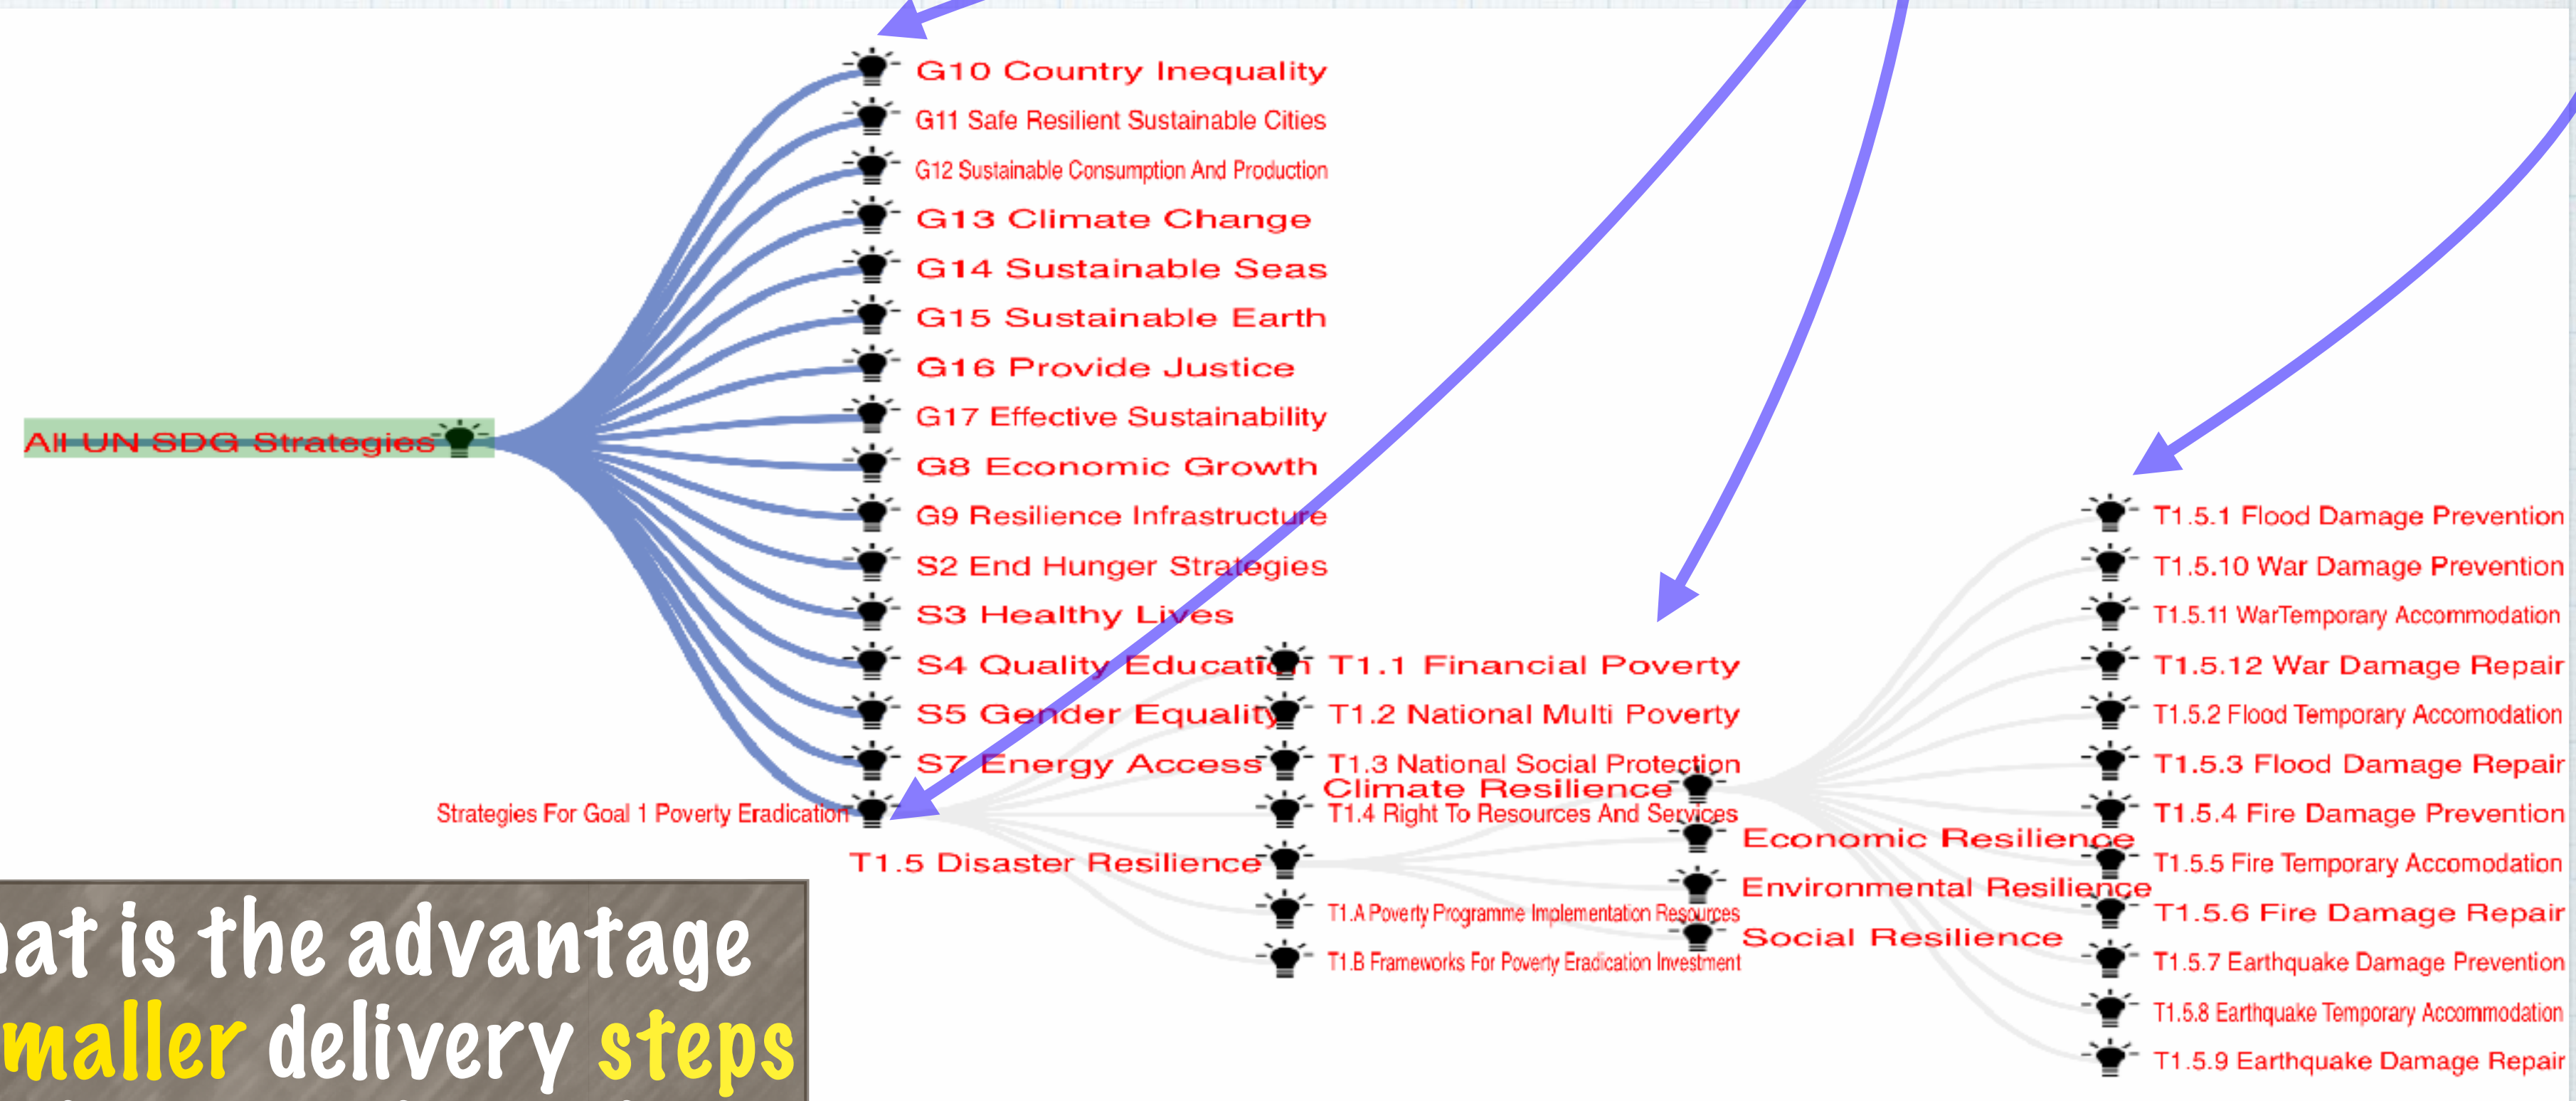 All UN SDG Strategies
G10 Country Inequality
G11 Safe Resilient Sustainable Cities
G12 Sustainable Consumption And Production
G13 Climate Change
G14 Sustainable Seas
G15 Sustainable Earth
G16 Provide Justice
G17 Effective Sustainability
G8 Economic Growth
G9 Resilience Infrastructure
S2 End Hunger Strategies
S3 Healthy Lives
S4 Quality Education
S5 Gender Equality
S7 Energy Access
Strategies For Goal 1 Poverty Eradication
T1.1 Financial Poverty
T1.2 National Multi Poverty
T1.3 National Social Protection
T1.4 Right To Resources And Services
T1.5 Disaster Resilience
T1.A Poverty Programme Implementation Resources
T1.B Frameworks For Poverty Eradication Investment
Climate Resilience
Economic Resilience
Environmental Resilience
Social Resilience
T1.5.1 Flood Damage Prevention
T1.5.10 War Damage Prevention
T1.5.11 WarTemporary Accommodation
T1.5.12 War Damage Repair
T1.5.2 Flood Temporary Accomodation
T1.5.3 Flood Damage Repair
T1.5.4 Fire Damage Prevention
T1.5.5 Fire Temporary Accomodation
T1.5.6 Fire Damage Repair
T1.5.7 Earthquake Damage Prevention
T1.5.8 Earthquake Temporary Accommodation
T1.5.9 Earthquake Damage Repair
at is the advantage
maller delivery steps